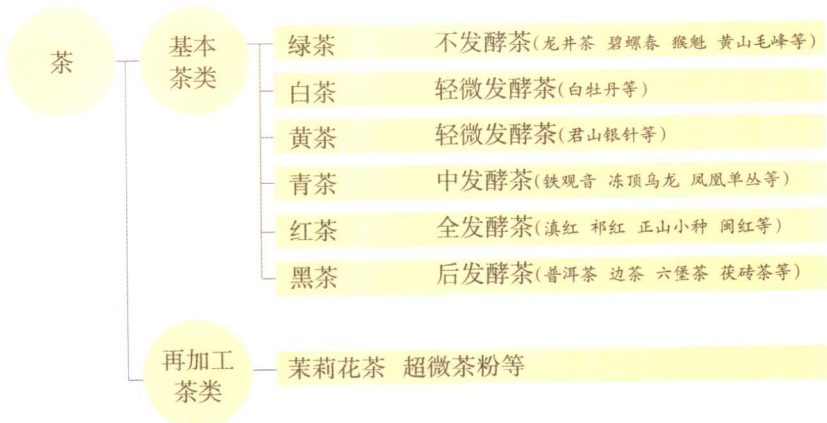 茶
基本
茶类
绿茶 不发酵茶(龙井茶 碧螺春 猴魁 黄山毛峰等)
白茶 轻微发酵茶(白牡丹等)
黄茶 轻微发酵茶(君山银针等)
青茶 中发酵茶(铁观音 冻顶乌龙 凤凰单丛等)
红茶 全发酵茶(滇红 祁红 正山小种 闽红等)
黑茶 后发酵茶(普洱茶 边茶 六堡茶 茯砖茶等)
再加工
茶类
茉莉花茶 超微茶粉等